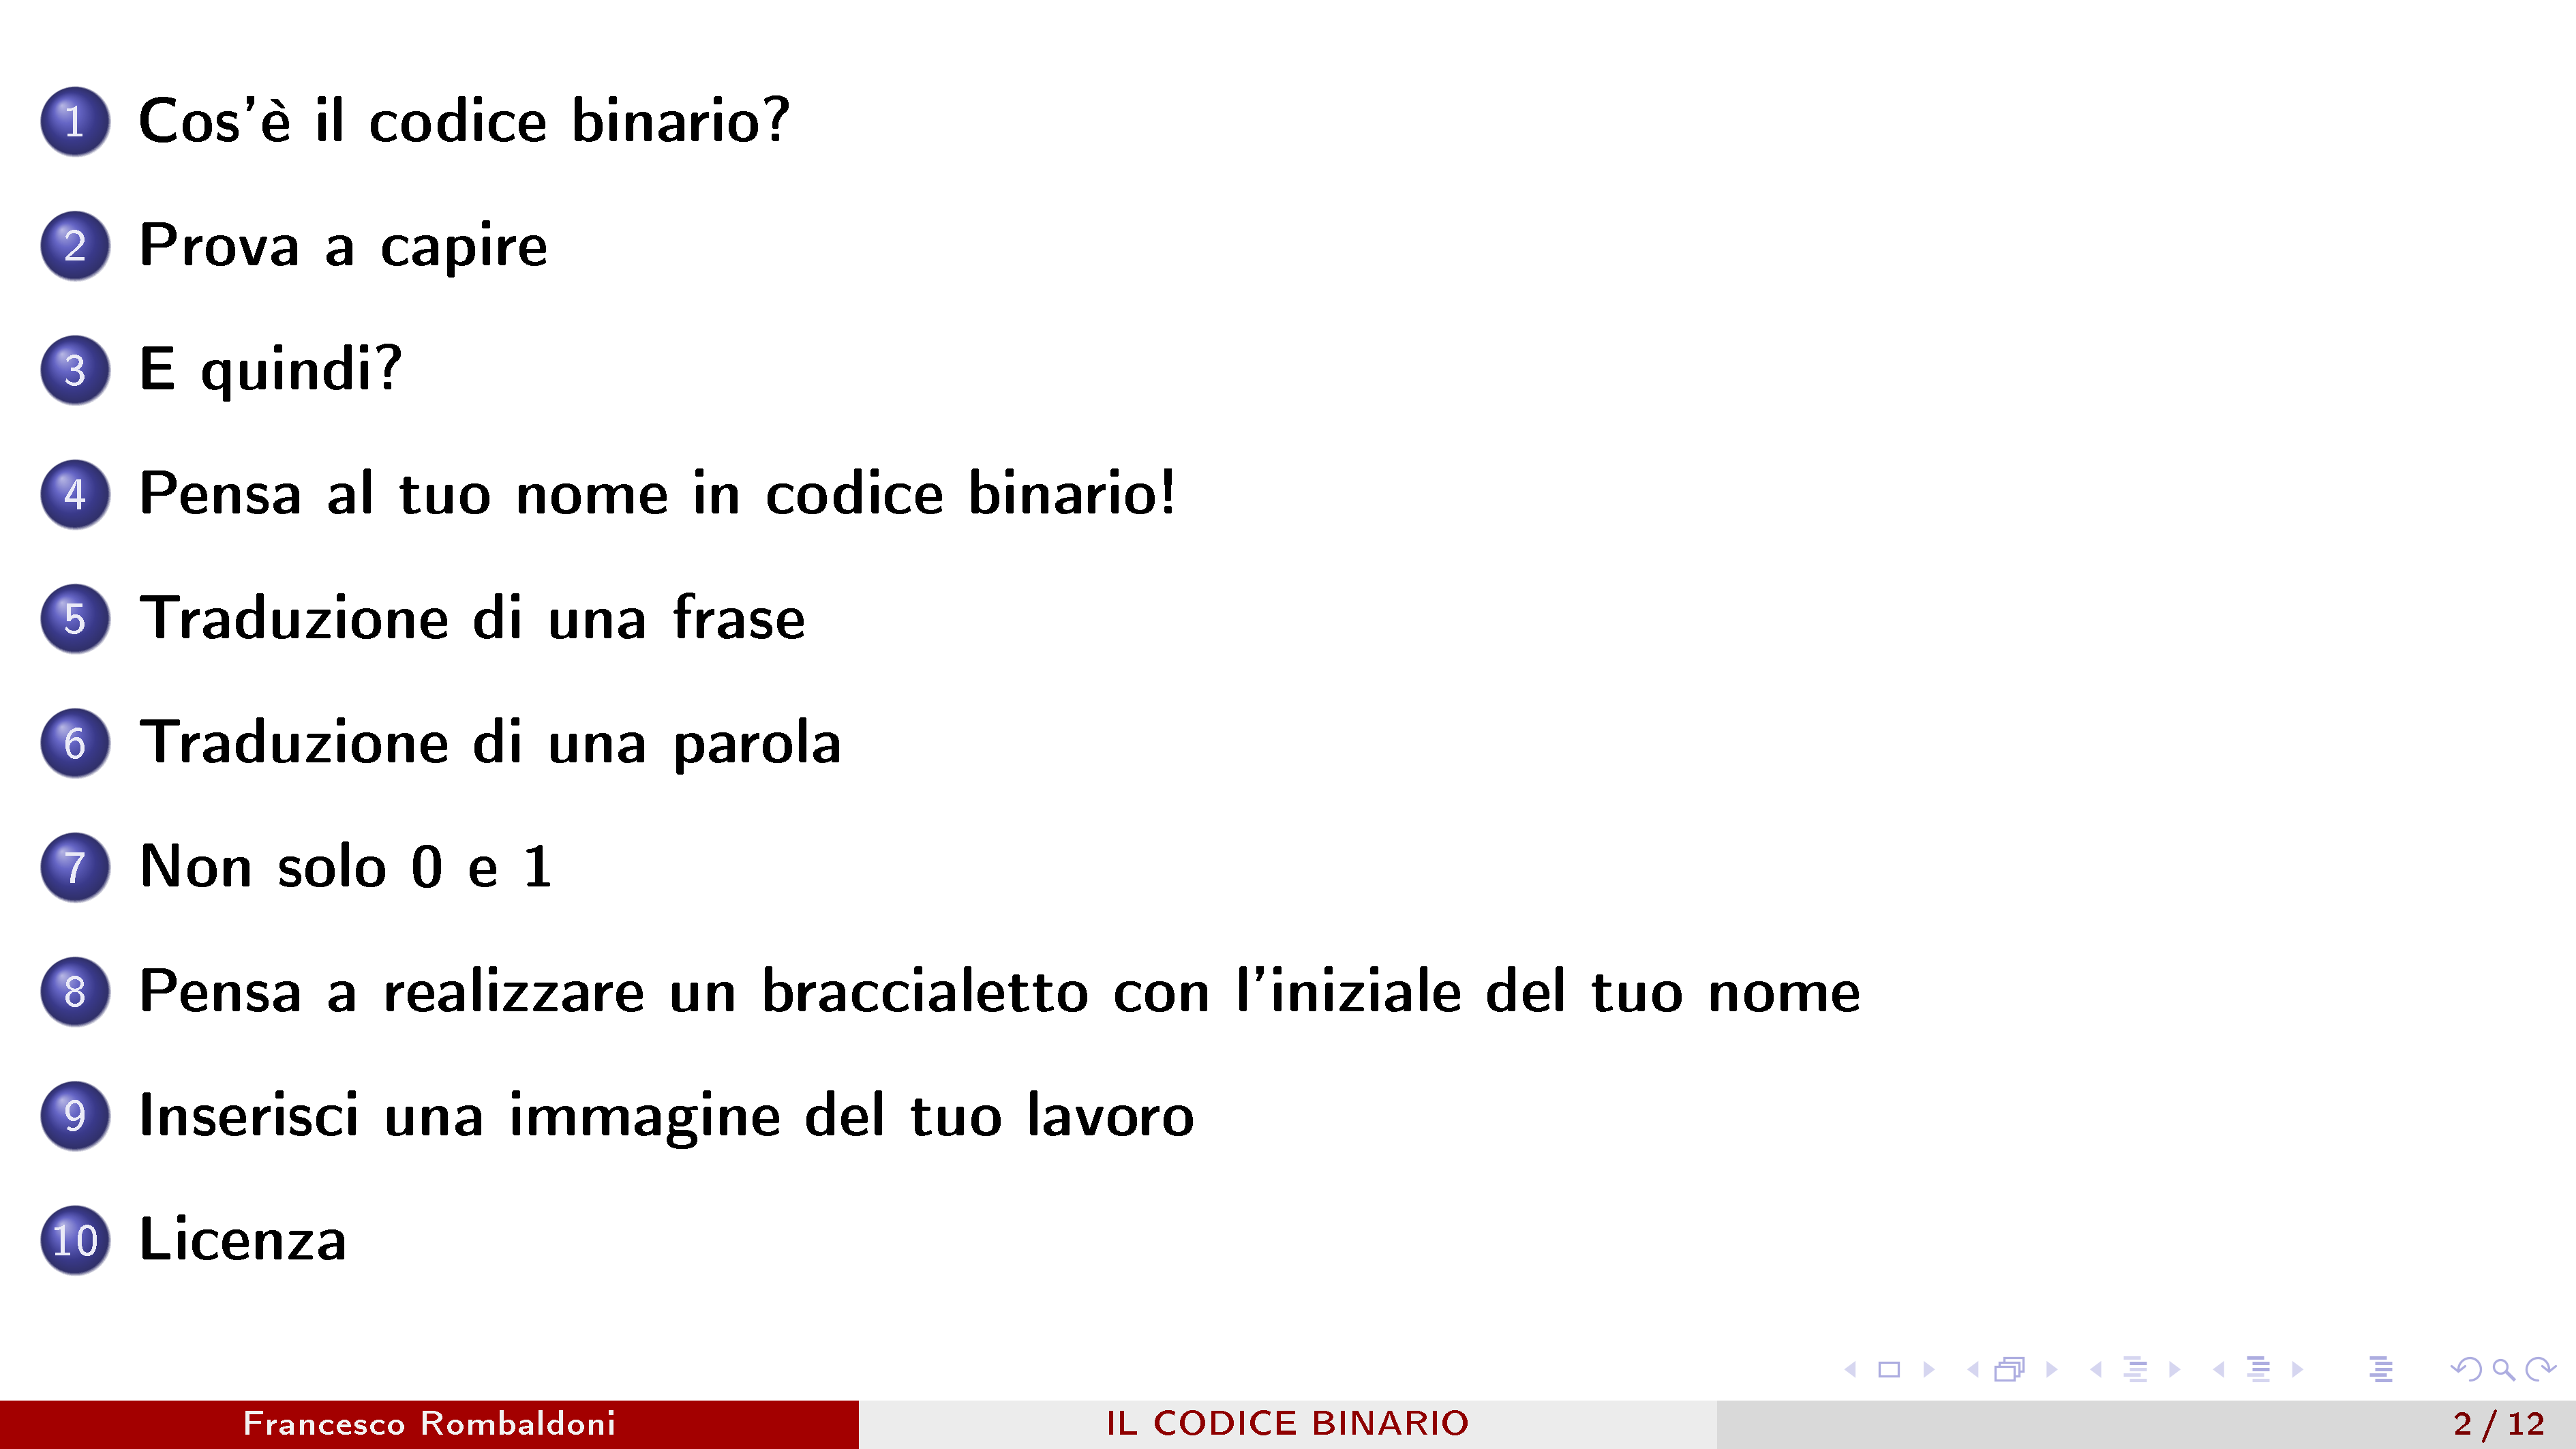 1 Cos'è il codice binario?
2 Prova a capire
3 E quindi?
4 Pensa al tuo nome in codice binario!
5 Traduzione di una frase
6 Traduzione di una parola
7 Non solo 0 e 1
8 Pensa a realizzare un braccialetto con l'iniziale del tuo nome
9 Inserisci una immagine del tuo lavoro
10 Licenza
Francesco Rombaldoni IL CODICE BINARIO 2 / 12